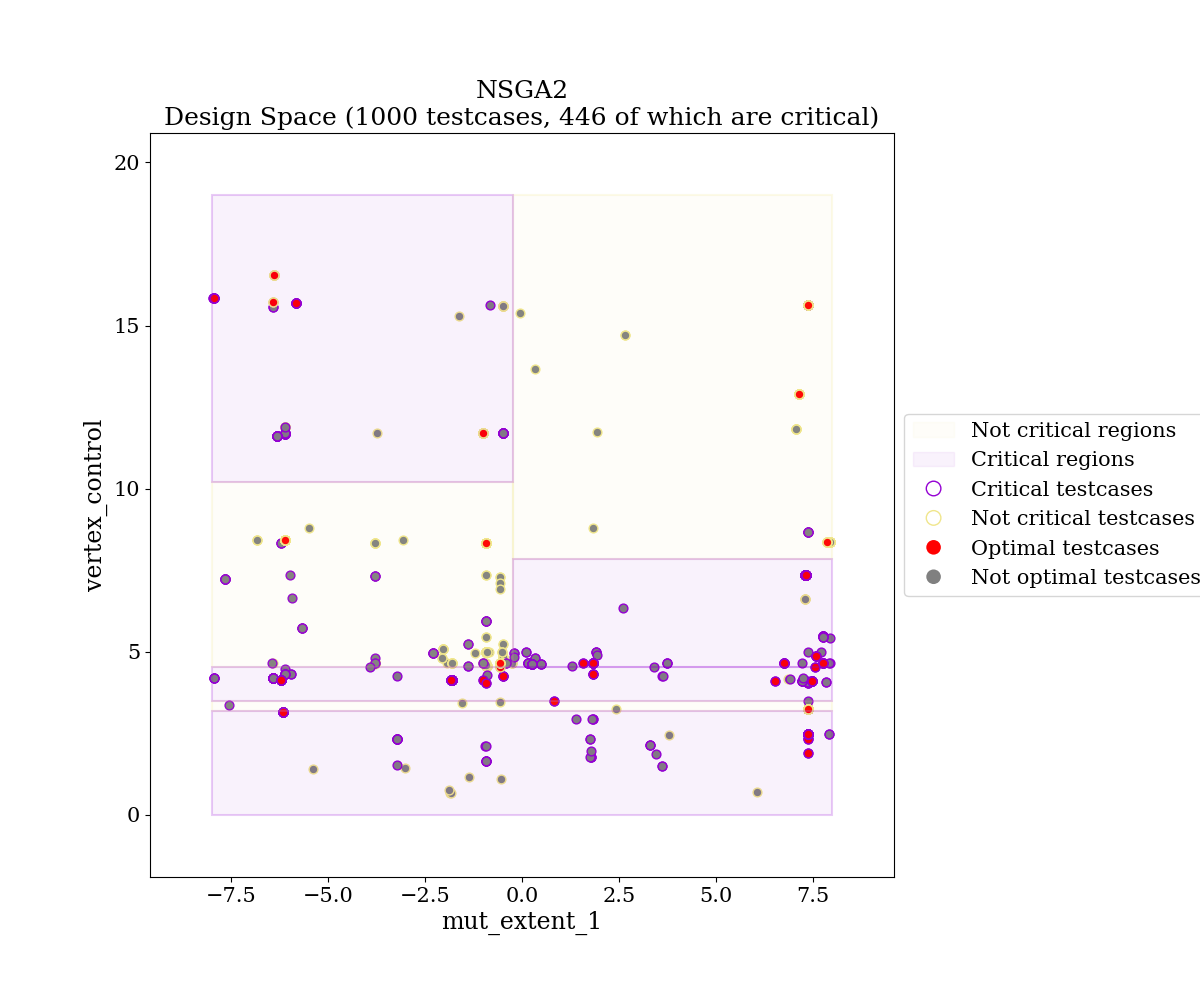 NSGA2
Design Space (1000 testcases, 446 of which are critical)
20
15
10
5
0
vertex_control
−7.5
−5.0
−2.5
0.0
2.5
5.0
7.5
mut_extent_1
Not critical regions
Critical regions
Critical testcases
Not critical testcases
Optimal testcases
Not optimal testcases